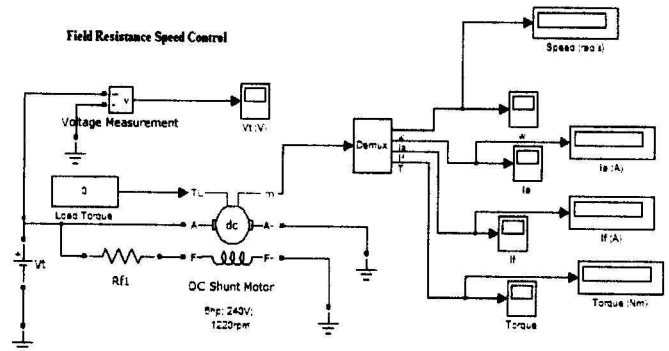 Field Resistance Speed Control
Speed (rad/s)
v
Voltage Measurement
Vt (V)
Demux
w
Ia
Ia (A)
Ia
If (A)
If
T
0
Load Torque
TL
m
A+
dc
A-
Vt
Rf1
F+
F-
DC Shunt Motor
5hp; 240V;
1220rpm
Torque
Torque (Nm)